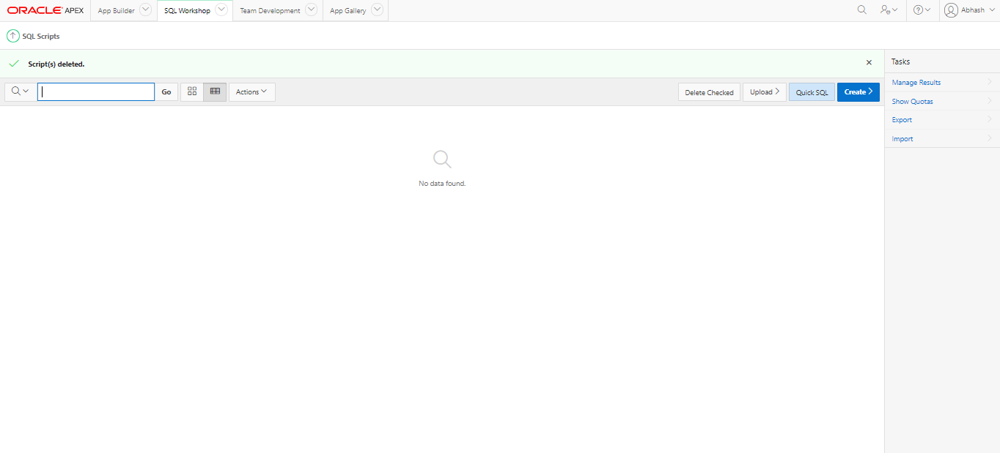 ORACLE APEX App Builder SQL Workshop Team Development App Gallery Abhash
SQL Scripts
Script(s) deleted.
Tasks
Go Actions Delete Checked Upload Quick SQL Create
Manage Results
Show Quotas
Export
Import
No data found.